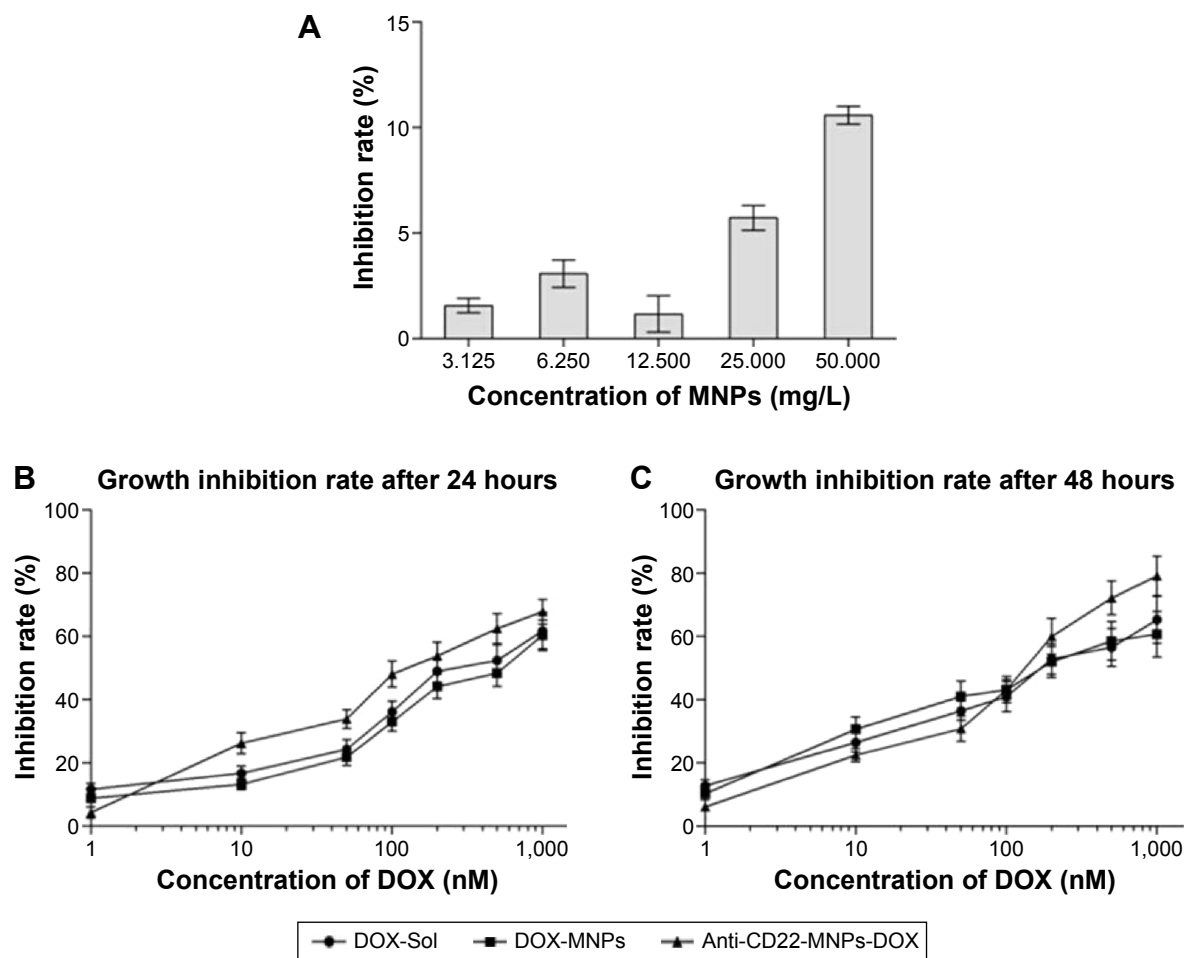 A
15
10
5
0
Inhibition rate (%)
3.125 6.250 12.500 25.000 50.000
Concentration of MNPs (mg/L)
B Growth inhibition rate after 24 hours
100
80
60
40
20
0
Inhibition rate (%)
1 10 100 1,000
Concentration of DOX (nM)
C Growth inhibition rate after 48 hours
100
80
60
40
20
0
Inhibition rate (%)
1 10 100 1,000
Concentration of DOX (nM)
DOX-Sol DOX-MNPs Anti-CD22-MNPs-DOX